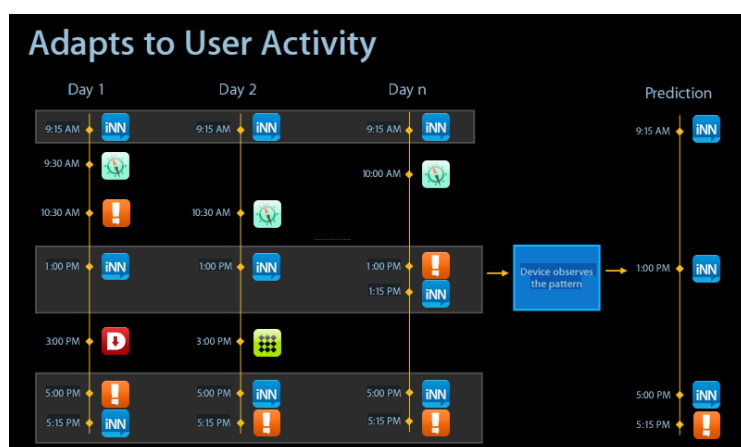 Adapts to User Activity
Day 1
Day 2
Day n
Prediction
9:15 AM iNN
9:15 AM iNN
9:15 AM iNN
9:15 AM iNN
9:30 AM
10:00 AM
10:30 AM !
10:30 AM
1:00 PM iNN
1:00 PM iNN
1:00 PM !
1:15 PM iNN
Device observes
the pattern
1:00 PM iNN
3:00 PM D
3:00 PM
5:00 PM !
5:00 PM iNN
5:00 PM iNN
5:00 PM iNN
5:15 PM iNN
5:15 PM !
5:15 PM !
5:15 PM !